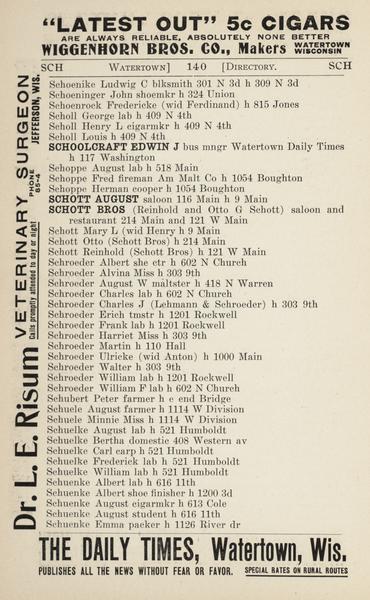 "LATEST OUT" 5c CIGARS
ARE ALWAYS RELIABLE, ABSOLUTELY NONE BETTER
WIGGENHORN BROS. CO., Makers WATERTOWN WISCONSIN
SCH WATERTOWN] 140 [DIRECTORY. SCH
Schoenike Ludwig C blksmith 301 N 3d h 309 N 3d
Schoeninger John shoemkr h 324 Union
Schoenrock Fredericke (wid Ferdinand) h 815 Jones
Scholl George lab h 409 N 4th
Scholl Henry L cigarmkr h 409 N 4th
Scholl Louis h 409 N 4th
SCHOOLCRAFT EDWIN J bus mngr Watertown Daily Times
h 117 Washington
Schoppe August lab h 518 Main
Schoppe Fred fireman Am Malt Co h 1054 Boughton
Schoppe Herman cooper h 1054 Boughton
SCHOTT AUGUST saloon 116 Main h 9 Main
SCHOTT BROS (Reinhold and Otto G Schott) saloon and
restaurant 214 Main and 121 W Main
Schott Mary L (wid Henry h 9 Main
Schott Otto (Schott Bros) h 214 Main
Schott Reinhold (Schott Bros) h 121 W Main
Schroeder Albert she ctr h 602 N Church
Schroeder Alvina Miss h 303 9th
Schroeder August W maltster h 418 N Warren
Schroeder Charles lab h 602 N Church
Schroeder Charles J (Lehmann & Schroeder) h 303 9th
Schroeder Erich tmstr h 1201 Rockwell
Schroeder Frank lab h 1201 Rockwell
Schroeder Harriet Miss h 303 9th
Schroeder Martin h 110 Hall
Schroeder Ulricke (wid Anton) h 1000 Main
Schroeder Walter h 303 9th
Schroeder William lab h 1201 Rockwell
Schroeder William F lab h 602 N Church
Schubert Peter farmer h e end Bridge
Schuele August farmer h 1114 W Division
Schuele Minnie Miss h 1114 W Division
Schuelke August lab h 521 Humboldt
Schuelke Bertha domestic 408 Western av
Schuelke Carl carp h 521 Humboldt
Schuelke Frederick lab h 521 Humboldt
Schuelke William lab h 521 Humboldt
Schuenke Albert lab h 616 11th
Schuenke Albert shoe finisher h 1200 3d
Schuenke August cigarmkr h 613 Cole
Schuenke August student h 616 11th
Schuenke Emma packer h 1126 River dr
Dr. L. E. Risum VETERINARY SURGEON
Calls promptly attended to day or night
PHONE 85-4
JEFFERSON, WIS.
THE DAILY TIMES, Watertown, Wis.
PUBLISHES ALL THE NEWS WITHOUT FEAR OR FAVOR. SPECIAL RATES ON RURAL ROUTES